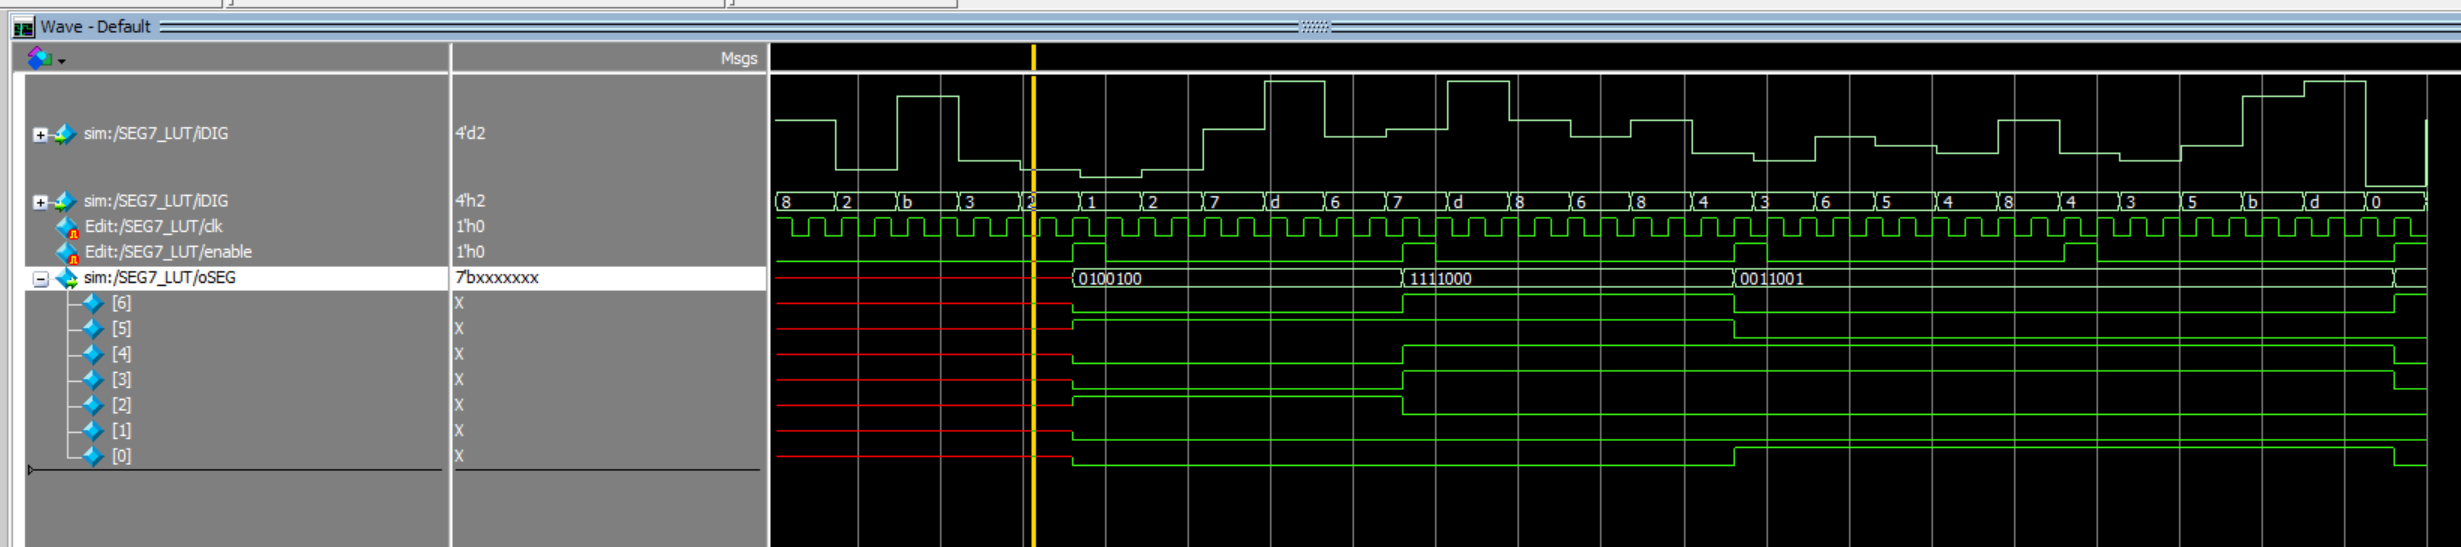 Wave - Default
Msgs
sim:/SEG7_LUT/iDIG 4'd2
sim:/SEG7_LUT/iDIG 4'h2 8 2 b 3 2 1 2 7 d 6 7 d 8 6 8 4 3 6 5 4 8 4 3 5 b d 0
Edit:/SEG7_LUT/clk 1'h0
Edit:/SEG7_LUT/enable 1'h0
sim:/SEG7_LUT/oSEG 7'bxxxxxxx 0100100 1111000 0011001
[6] X
[5] X
[4] X
[3] X
[2] X
[1] X
[0] X